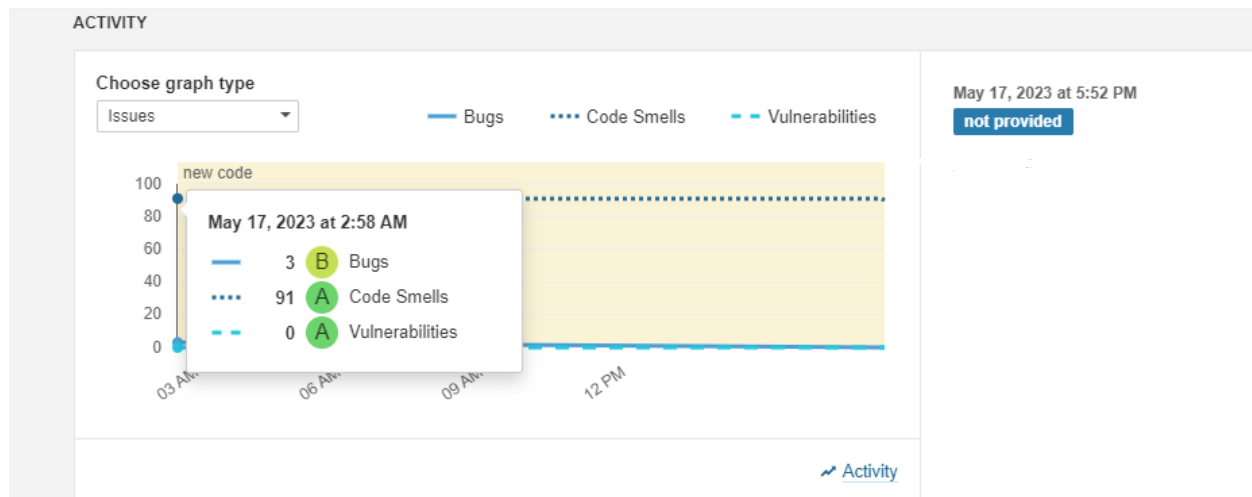 ACTIVITY
Choose graph type
Issues
Bugs
Code Smells
Vulnerabilities
new code
100
80
60
40
20
0
May 17, 2023 at 2:58 AM
3 B Bugs
91 A Code Smells
0 A Vulnerabilities
03 AM
06 AM
09 AM
12 PM
Activity
May 17, 2023 at 5:52 PM
not provided